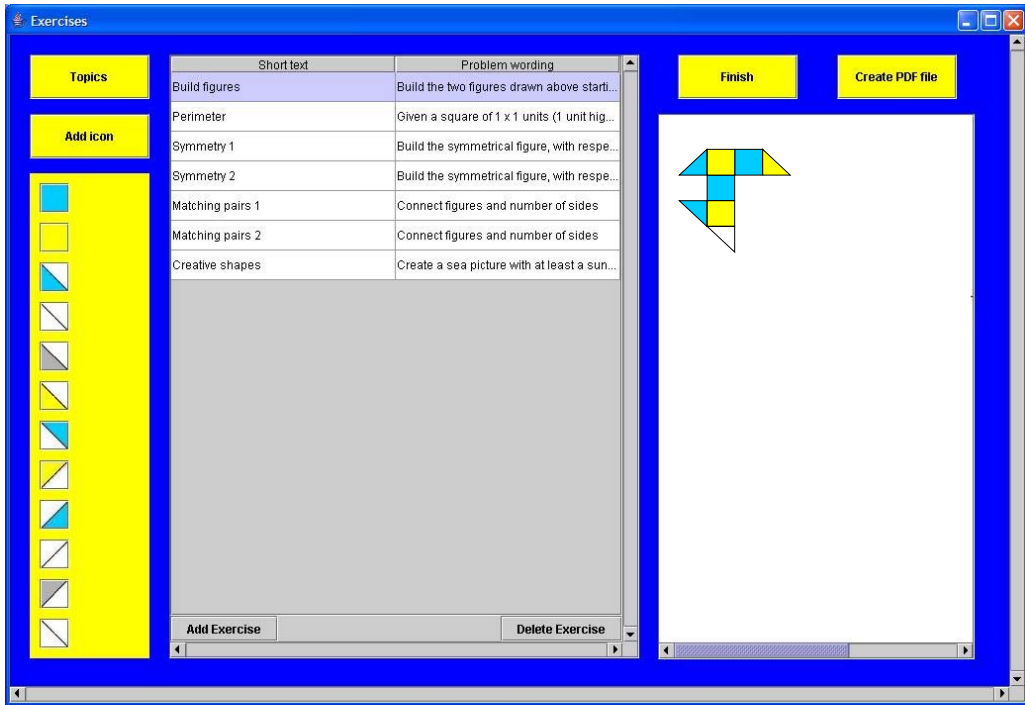 Exercises
Topics
Add icon
Short text Problem wording
Build figures Build the two figures drawn above starti...
Perimeter Given a square of 1 x 1 units (1 unit hig...
Symmetry 1 Build the symmetrical figure, with respe...
Symmetry 2 Build the symmetrical figure, with respe...
Matching pairs 1 Connect figures and number of sides
Matching pairs 2 Connect figures and number of sides
Creative shapes Create a sea picture with at least a sun...
Add Exercise Delete Exercise
Finish Create PDF file